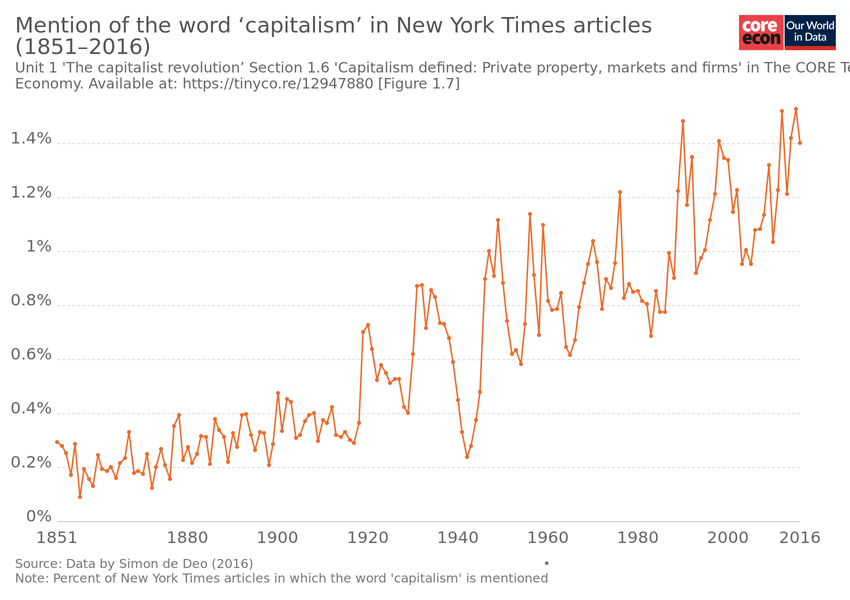 Mention of the word ‘capitalism’ in New York Times articles
(1851–2016)
core
econ
Our World
in Data
Unit 1 'The capitalist revolution’ Section 1.6 'Capitalism defined: Private property, markets and firms' in The CORE Te
Economy. Available at: https://tinyco.re/12947880 [Figure 1.7]
1.4%
1.2%
1%
0.8%
0.6%
0.4%
0.2%
0%
1851 1880 1900 1920 1940 1960 1980 2000 2016
Source: Data by Simon de Deo (2016)
Note: Percent of New York Times articles in which the word 'capitalism' is mentioned